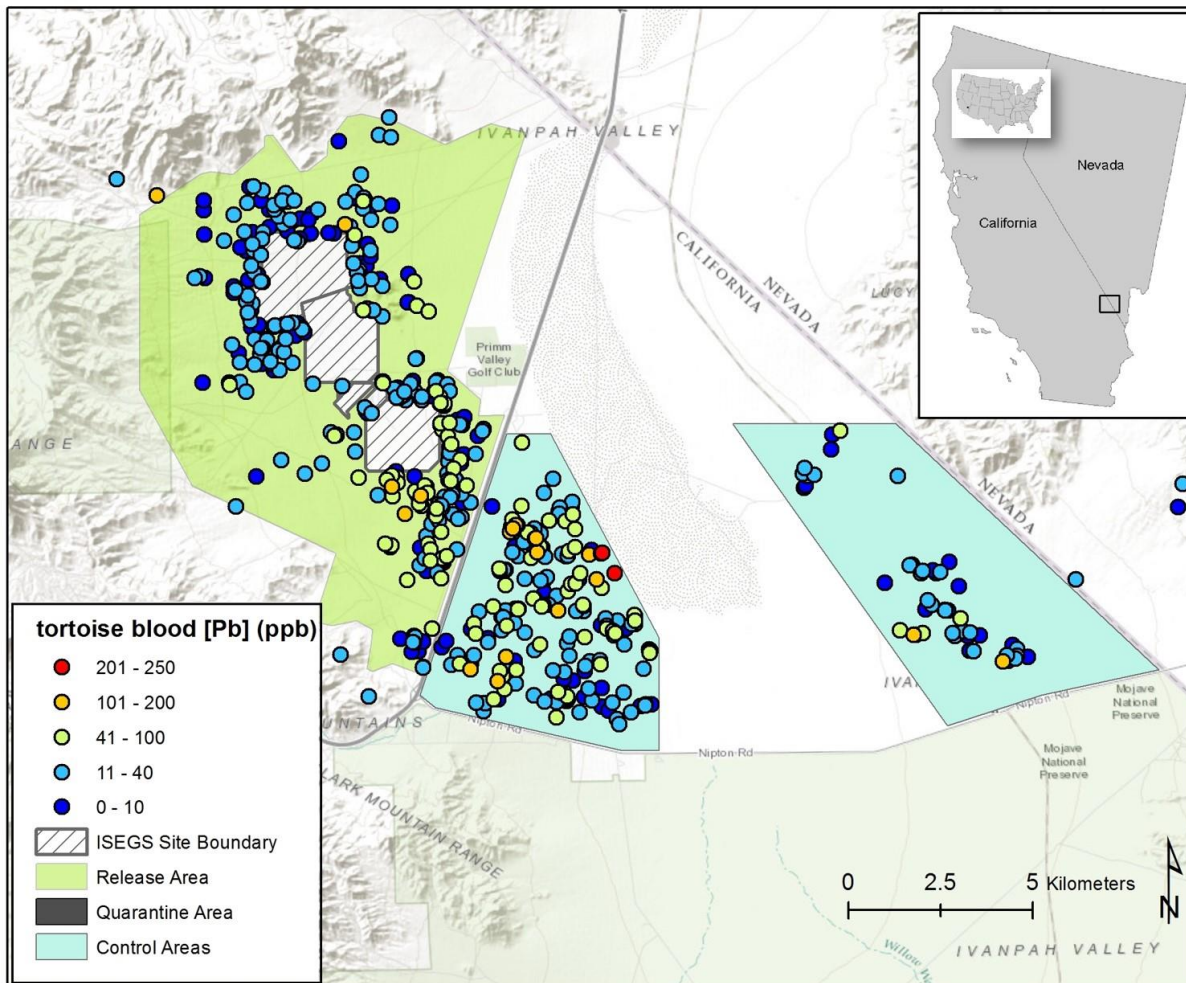 IVANPAH VALLEY
Nevada
California
CALIFORNIA
NEVADA
LUCY
Primm
Valley
Golf Club
ANGE
NEVADA
tortoise blood [Pb] (ppb)
201 - 250
101 - 200
41 - 100
11 - 40
0 - 10
ISEGS Site Boundary
Release Area
Quarantine Area
Control Areas
IVA
UNTAINS
Nipton Rd
Nipton Rd
Mojave
National
Preserve
Mojave
National
Preserve
LARK MOUNTAIN RANGE
0 2.5 5 Kilometers
N
Willow Wa
IVANPAH VALLEY